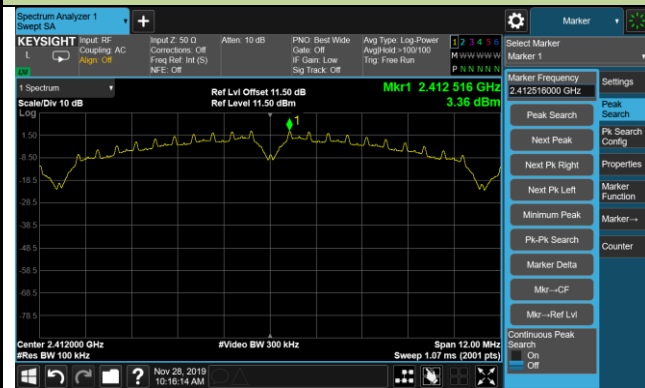 Spectrum Analyzer 1
Swept SA
KEYSIGHT
L
LXI
Input: RF
Coupling: AC
Align: Off
Input Z: 50 Ω
Corrections: Off
Freq Ref: Int (S)
NFE: Off
Atten: 10 dB
PNO: Best Wide
Gate: Off
IF Gain: Low
Sig Track: Off
Avg Type: Log-Power
Avg|Hold:>100/100
Trig: Free Run
1 2 3 4 5 6
M W W W W W
P N N N N N
1 Spectrum
Scale/Div 10 dB
Log
Ref Lvl Offset 11.50 dB
Ref Level 11.50 dBm
Mkr1 2.412 516 GHz
3.36 dBm
1
1.50
-8.50
-18.5
-28.5
-38.5
-48.5
-58.5
-68.5
-78.5
Center 2.412000 GHz
#Res BW 100 kHz
#Video BW 300 kHz
Span 12.00 MHz
Sweep 1.07 ms (2001 pts)
Nov 28, 2019
10:16:14 AM
Marker
Select Marker
Marker 1
Marker Frequency
2.412516000 GHz
Peak Search
Next Peak
Next Pk Right
Next Pk Left
Minimum Peak
Pk-Pk Search
Marker Delta
Mkr→CF
Mkr→Ref Lvl
Continuous Peak
Search
On
Off
Settings
Peak
Search
Pk Search
Config
Properties
Marker
Function
Marker→
Counter